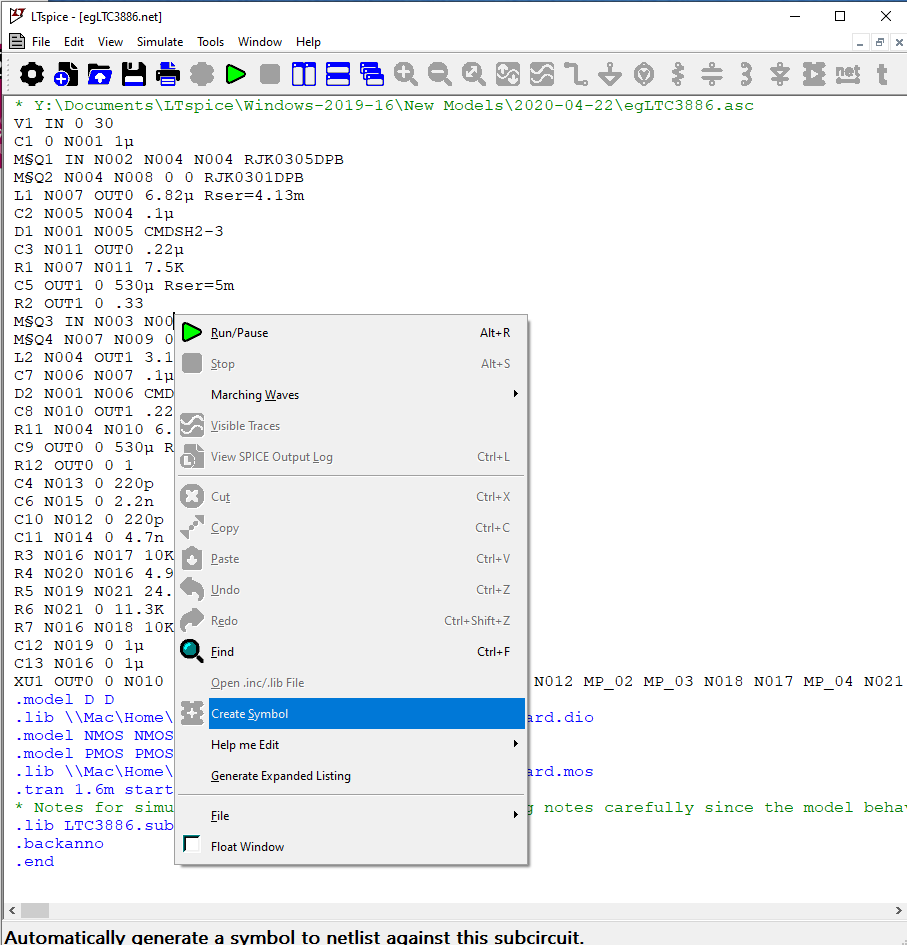 LTspice - [egLTC3886.net]
File Edit View Simulate Tools Window Help
net t
* Y:\Documents\LTspice\Windows-2019-16\New Models\2020-04-22\egLTC3886.asc
V1 IN 0 30
C1 0 N001 1µ
M§Q1 IN N002 N004 N004 RJK0305DPB
M§Q2 N004 N008 0 0 RJK0301DPB
L1 N007 OUT0 6.82µ Rser=4.13m
C2 N005 N004 .1µ
D1 N001 N005 CMDSH2-3
C3 N011 OUT0 .22µ
R1 N007 N011 7.5K
C5 OUT1 0 530µ Rser=5m
R2 OUT1 0 .33
M§Q3 IN N003 N00
M§Q4 N007 N009 0
L2 N004 OUT1 3.1
C7 N006 N007 .1µ
D2 N001 N006 CMD
C8 N010 OUT1 .22
R11 N004 N010 6.
C9 OUT0 0 530µ R
R12 OUT0 0 1
C4 N013 0 220p
C6 N015 0 2.2n
C10 N012 0 220p
C11 N014 0 4.7n
R3 N016 N017 10K
R4 N020 N016 4.9
R5 N019 N021 24.
R6 N021 0 11.3K
R7 N016 N018 10K
C12 N019 0 1µ
C13 N016 0 1µ
XU1 OUT0 0 N010 N012 MP_02 MP_03 N018 N017 MP_04 N021
.model D D
.lib \\Mac\Home\ ard.dio
.model NMOS NMOS
.model PMOS PMOS
.lib \\Mac\Home\ ard.mos
.tran 1.6m start
* Notes for simu g notes carefully since the model behav
.lib LTC3886.sub
.backanno
.end
Run/Pause Alt+R
Stop Alt+S
Marching Waves
Visible Traces
View SPICE Output Log Ctrl+L
Cut Ctrl+X
Copy Ctrl+C
Paste Ctrl+V
Undo Ctrl+Z
Redo Ctrl+Shift+Z
Find Ctrl+F
Open .inc/.lib File
Create Symbol
Help me Edit
Generate Expanded Listing
File
Float Window
Automatically generate a symbol to netlist against this subcircuit.